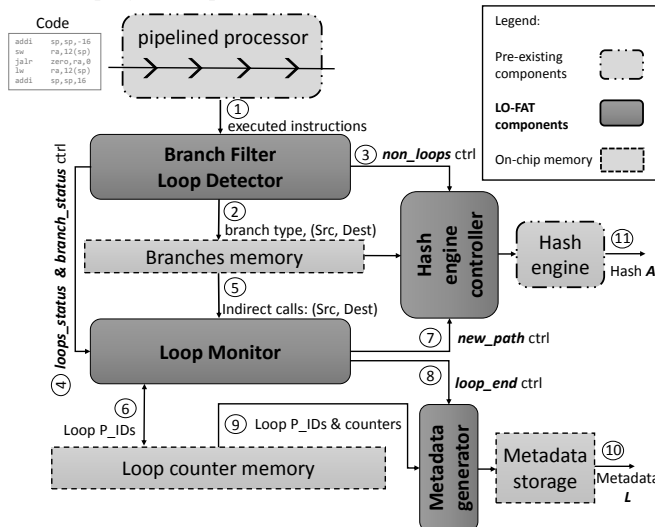 Code
addi sp,sp,-16
sw ra,12(sp)
jalr zero,ra,0
lw ra,12(sp)
addi sp,sp,16
pipelined processor
1
executed instructions
Legend:
Pre-existing
components
LO-FAT
components
On-chip memory
Branch Filter
Loop Detector
3 non_loops ctrl
2
branch type, (Src, Dest)
Branches memory
Hash
engine
controller
Hash
engine
11
Hash A
5
Indirect calls: (Src, Dest)
4 loops_status & branch_status ctrl
Loop Monitor
7 new_path ctrl
8 loop_end ctrl
6
Loop P_IDs
9 Loop P_IDs & counters
Loop counter memory
Metadata
generator
Metadata
storage
10
Metadata
L